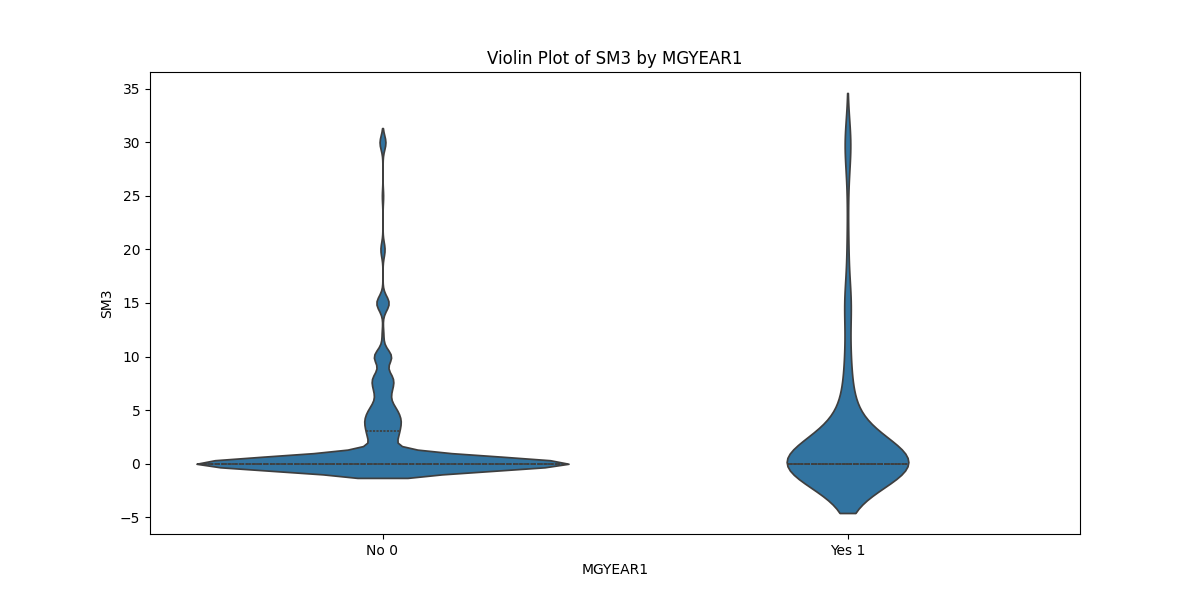 Violin Plot of SM3 by MGYEAR1
35
30
25
20
15
10
5
0
−5
SM3
No 0
Yes 1
MGYEAR1